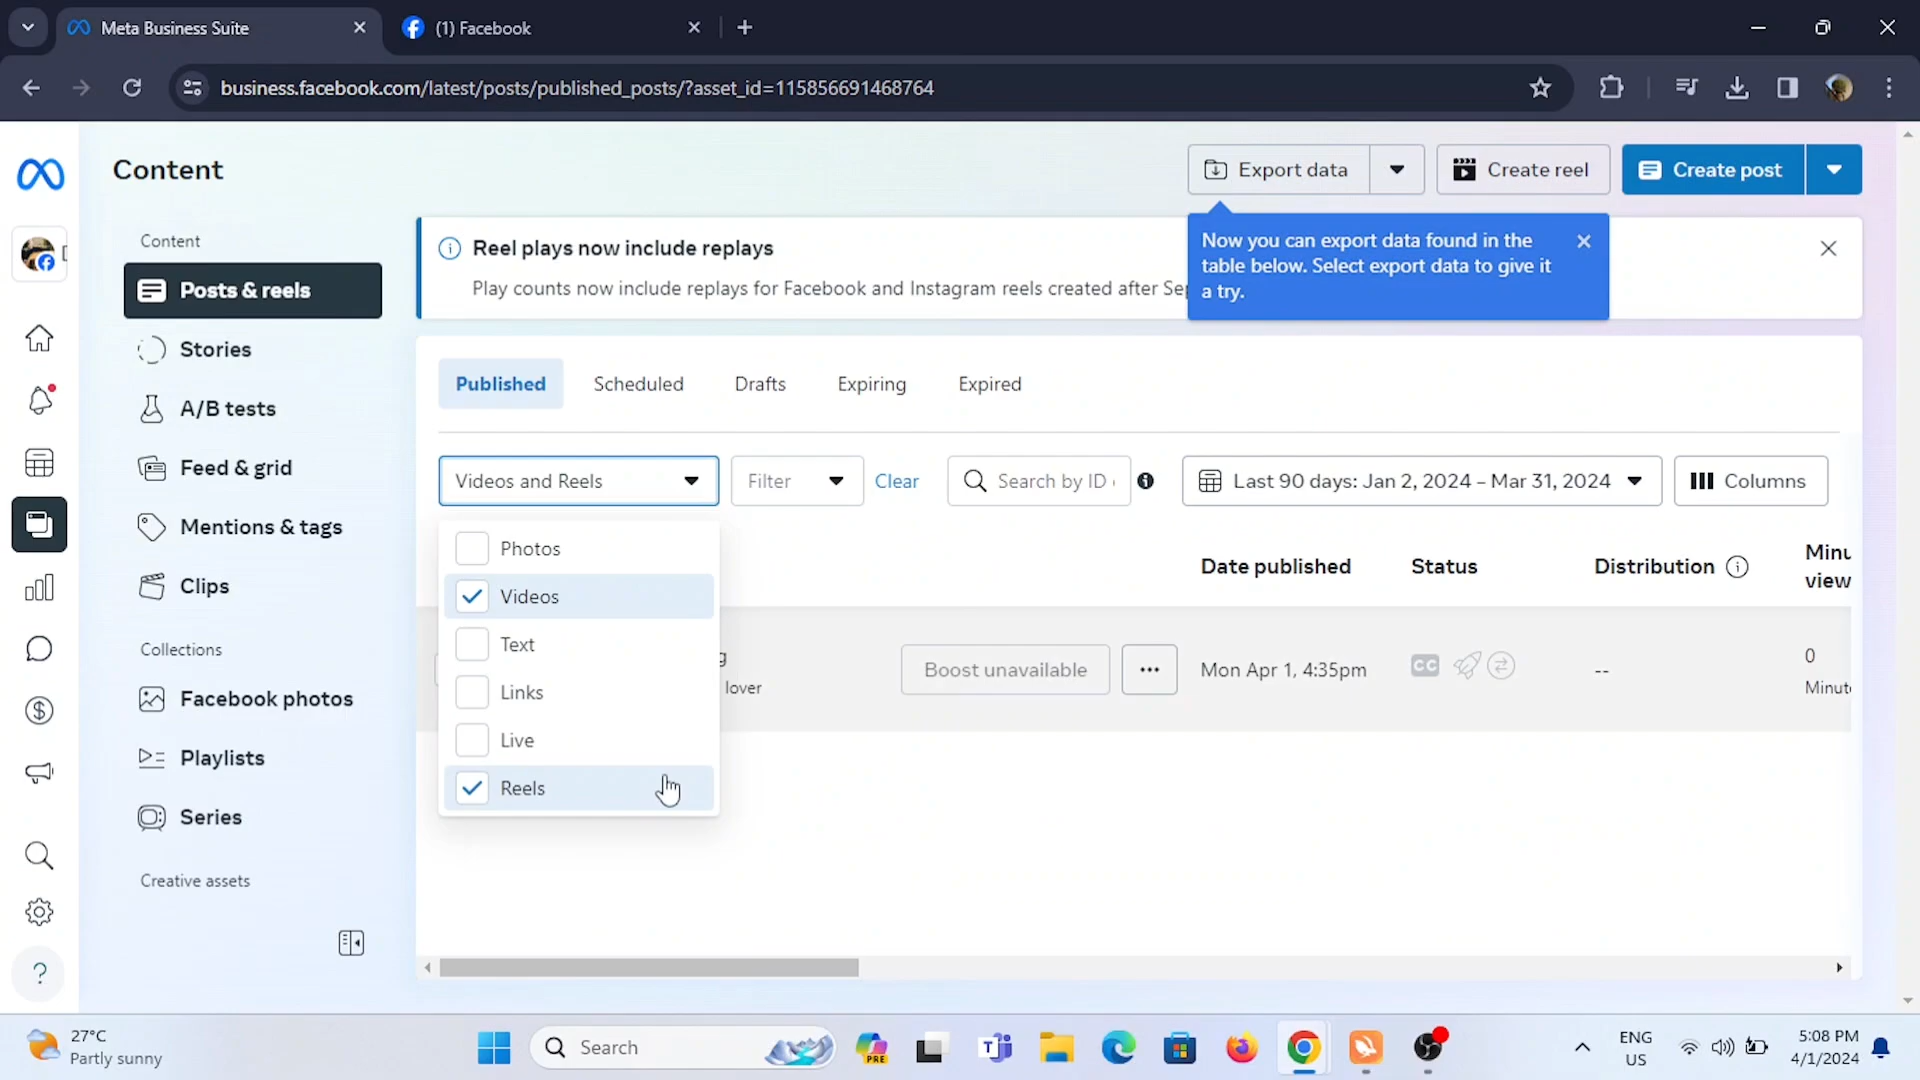 Meta Business Suite
(1) Facebook
business.facebook.com/latest/posts/published_posts/?asset_id=115856691468764
Content
Export data
Create reel
Create post
Now you can export data found in the
table below. Select export data to give it
a try.
Content
Posts & reels
Stories
A/B tests
Feed & grid
Mentions & tags
Clips
Collections
Facebook photos
Playlists
Series
Creative assets
Reel plays now include replays
Play counts now include replays for Facebook and Instagram reels created after
Published
Scheduled
Drafts
Expiring
Expired
Videos and Reels
Filter
Clear
Search by ID
Last 90 days: Jan 2, 2024 – Mar 31, 2024
Columns
Photos
Videos
Text
Links
Live
Reels
Date published
Status
Distribution
view
lover
Boost unavailable
Mon Apr 1, 4:35pm
CC
--
0
27°C
Partly sunny
Search
PRE
ENG
US
5:08 PM
4/1/2024